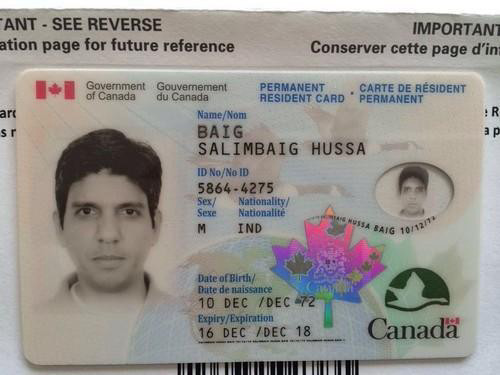 TANT - SEE REVERSE
IMPORTANT
ation page for future reference
Conserver cette page d'in
Government of Canada
Gouvernement du Canada
PERMANENT RESIDENT CARD
CARTE DE RÉSIDENT PERMANENT
Name/Nom
BAIG
SALIMBAIG HUSSA
ID No/No ID
5864-4275
Sex/ Sexe
Nationality/ Nationalité
M IND
HUSSA BAIG 10/12/72
Date of Birth/
Date de naissance
10 DEC /DEC 72
Expiry/Expiration
16 DEC /DEC 18
Canada